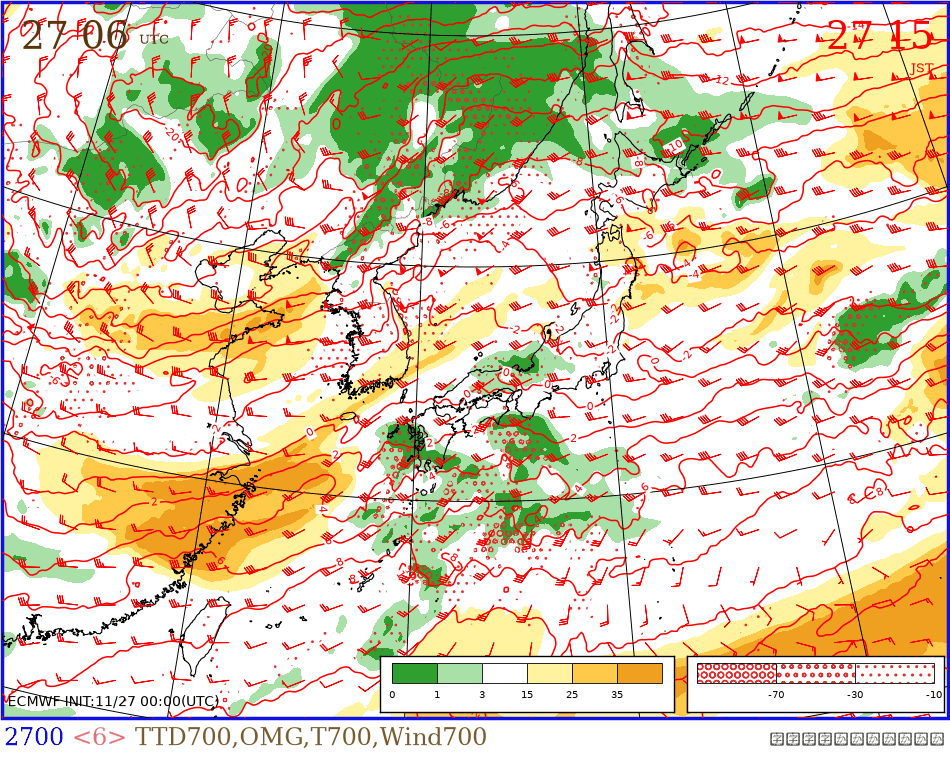 27 06 UTC
27 15
JST
ECMWF INIT:11/27 00:00(UTC)
0 1 3 15 25 35
-70 -30 -10
2700 <6> TTD700,OMG,T700,Wind700